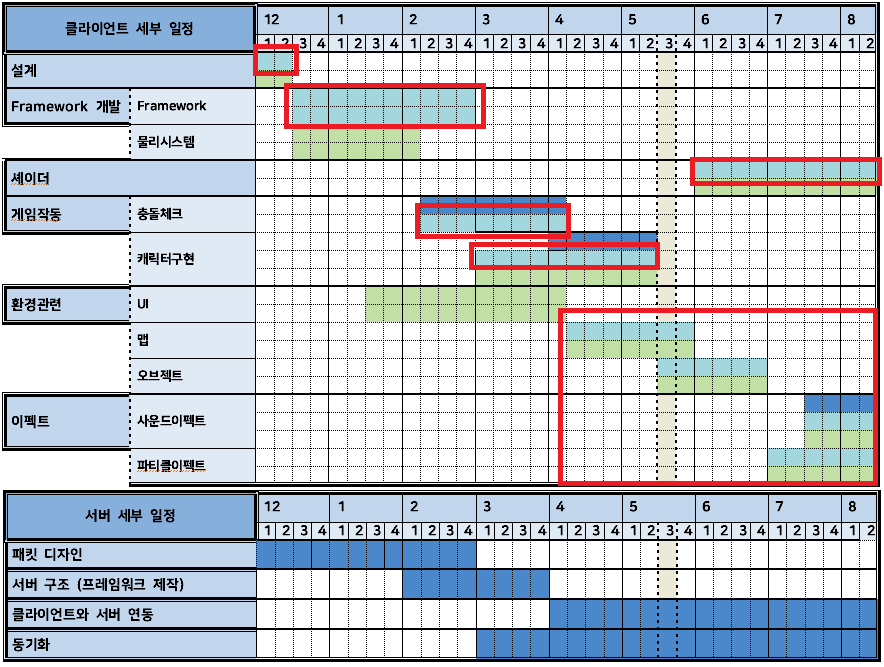 클라이언트 세부 일정
12 1 2 3 4 5 6 7 8
1 2 3 4 1 2 3 4 1 2 3 4 1 2 3 4 1 2 3 4 1 2 3 4 1 2 3 4 1 2 3 4 1 2
설계
Framework 개발 Framework
물리시스템
셰이더
게임작동 충돌체크
캐릭터구현
환경관련 UI
맵
오브젝트
이펙트 사운드이펙트
파티클이펙트
서버 세부 일정
12 1 2 3 4 5 6 7 8
1 2 3 4 1 2 3 4 1 2 3 4 1 2 3 4 1 2 3 4 1 2 3 4 1 2 3 4 1 2 3 4 1 2
패킷 디자인
서버 구조 (프레임워크 제작)
클라이언트와 서버 연동
동기화